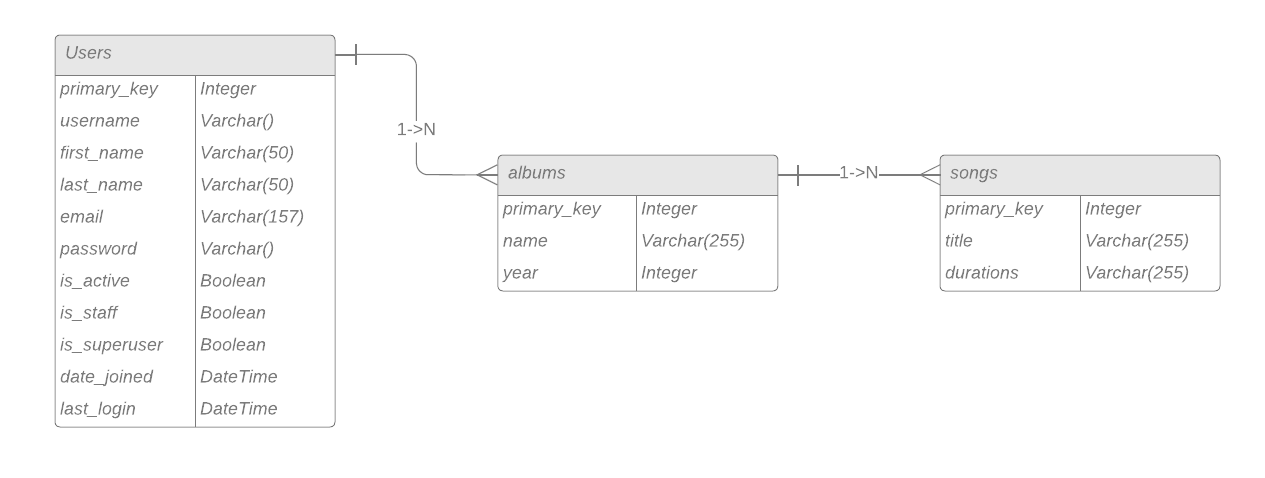 Users
primary_key Integer
username Varchar()
first_name Varchar(50)
last_name Varchar(50)
email Varchar(157)
password Varchar()
is_active Boolean
is_staff Boolean
is_superuser Boolean
date_joined DateTime
last_login DateTime
1->N
albums
primary_key Integer
name Varchar(255)
year Integer
1->N
songs
primary_key Integer
title Varchar(255)
durations Varchar(255)